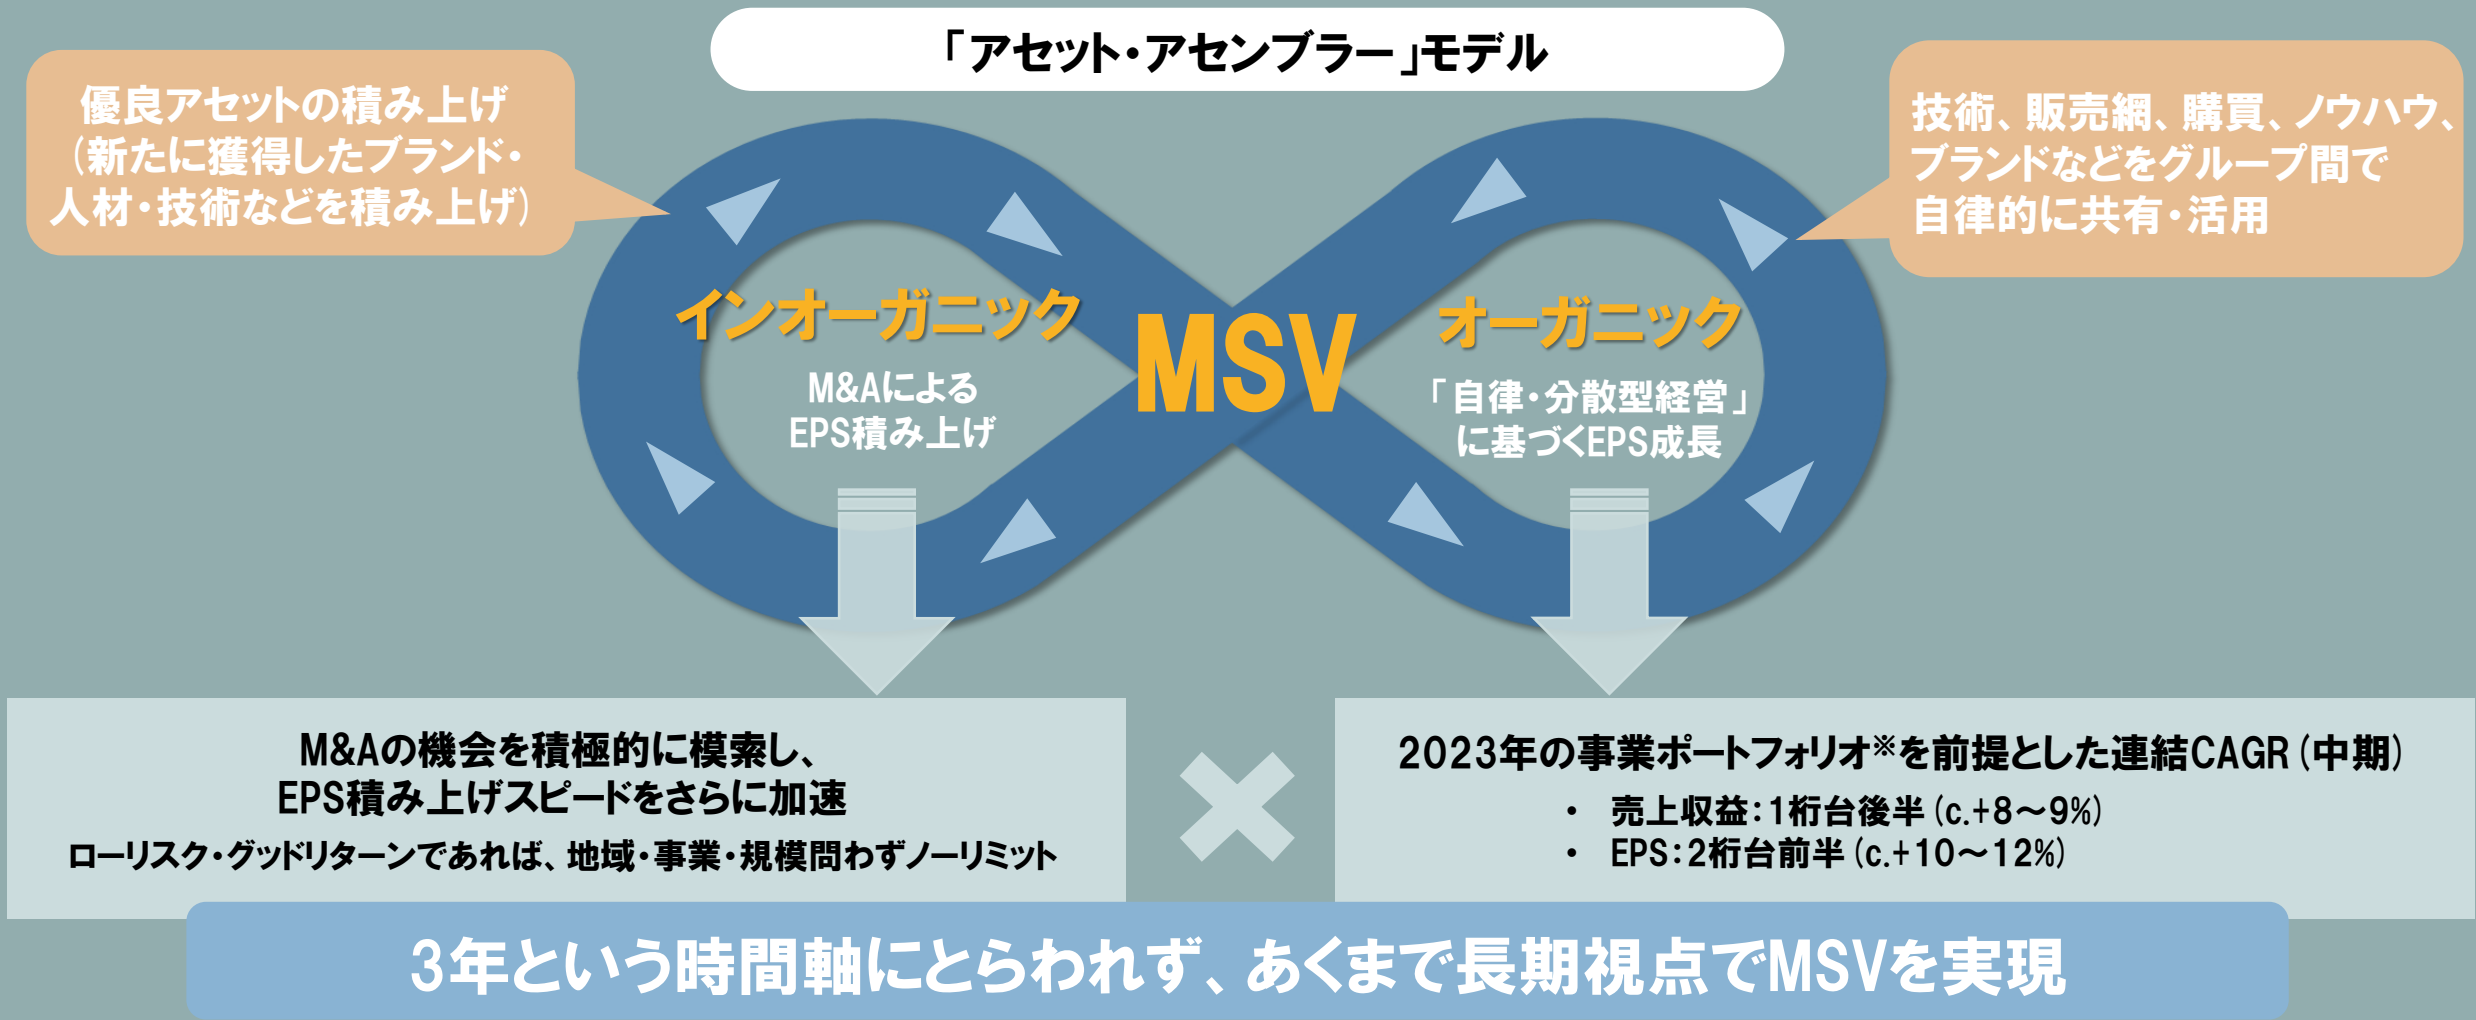 「アセット・アセンブラー」モデル
優良アセットの積み上げ
(新たに獲得したブランド・
人材・技術などを積み上げ)
技術、販売網、購買、ノウハウ、
ブランドなどをグループ間で
自律的に共有・活用
インオーガニック
M&Aによる
EPS積み上げ
MSV
オーガニック
「自律・分散型経営」
に基づくEPS成長
M&Aの機会を積極的に模索し、
EPS積み上げスピードをさらに加速
ローリスク・グッドリターンであれば、地域・事業・規模問わずノーリミット
2023年の事業ポートフォリオ※を前提とした連結CAGR(中期)
• 売上収益：1桁台後半(c.+8～9%)
• EPS：2桁台前半(c.+10～12%)
3年という時間軸にとらわれず、あくまで長期視点でMSVを実現